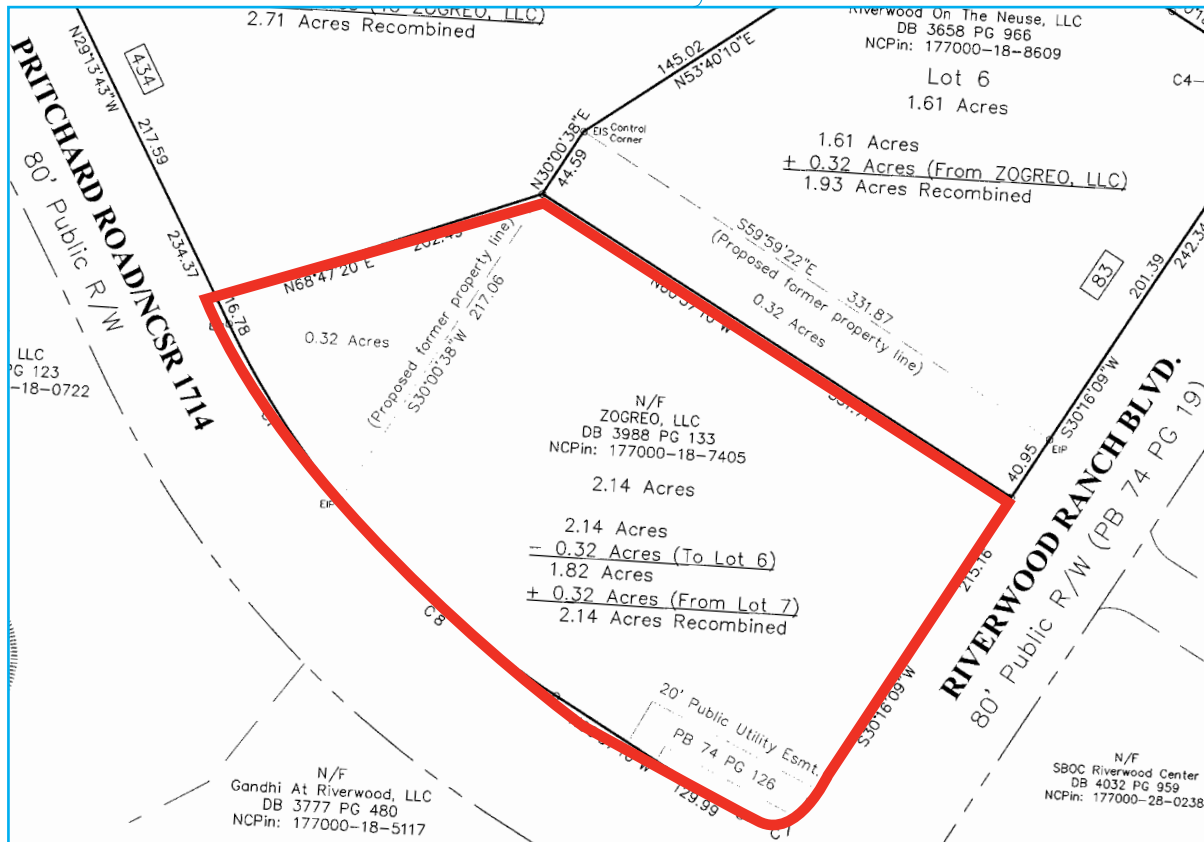 2.71 Acres Recombined
Riverwood On The Neuse, LLC
DB 3658 PG 966
NCPin: 177000-18-8609
Lot 6
1.61 Acres
C4
1.61 Acres
+ 0.32 Acres (From ZOGREO, LLC)
1.93 Acres Recombined
145.02
N53°40'10"E
N29°13'43"W
434
217.59
234.37
16.78
PRITCHARD ROAD/NCSR 1714
80' Public R/W
EIS Control
Corner
N30°00'38"E
44.59
N68°47'20"E
0.32 Acres
(Proposed former property line)
S30°00'38"W 217.06
S59°59'22"E 331.87
(Proposed former property line)
0.32 Acres
83
201.39
242.34
S30°16'09"W
40.95
EIP
LLC
PG 123
-18-0722
N/F
ZOGREO, LLC
DB 3988 PG 133
NCPin: 177000-18-7405
2.14 Acres
2.14 Acres
- 0.32 Acres (To Lot 6)
1.82 Acres
+ 0.32 Acres (From Lot 7)
2.14 Acres Recombined
EIP
C8
215.16
S30°16'09"W
RIVERWOOD RANCH BLVD.
80' Public R/W (PB 74 PG 19)
20' Public Utility Esmt.
PB 74 PG 126
129.99
C7
N/F
Gandhi At Riverwood, LLC
DB 3777 PG 480
NCPin: 177000-18-5117
N/F
SBOC Riverwood Center
DB 4032 PG 959
NCPin: 177000-28-0238